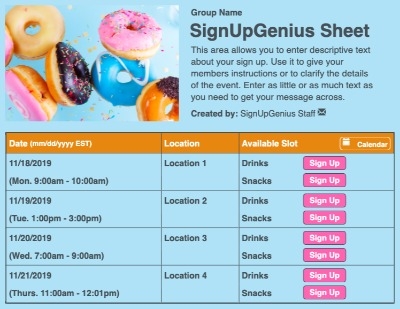 Group Name
SignUpGenius Sheet
This area allows you to enter descriptive text
about your sign up. Use it to give your
members instructions or to clarify the details
of the event. Enter as little or as much text as
you need to get your message across.
Created by: SignUpGenius Staff
Date (mm/dd/yyyy EST) Location Available Slot Calendar
11/18/2019 Location 1 Drinks Sign Up
(Mon. 9:00am - 10:00am) Snacks Sign Up
11/19/2019 Location 2 Drinks Sign Up
(Tue. 1:00pm - 3:00pm) Snacks Sign Up
11/20/2019 Location 3 Drinks Sign Up
(Wed. 7:00am - 9:00am) Snacks Sign Up
11/21/2019 Location 4 Drinks Sign Up
(Thurs. 11:00am - 12:01pm) Snacks Sign Up